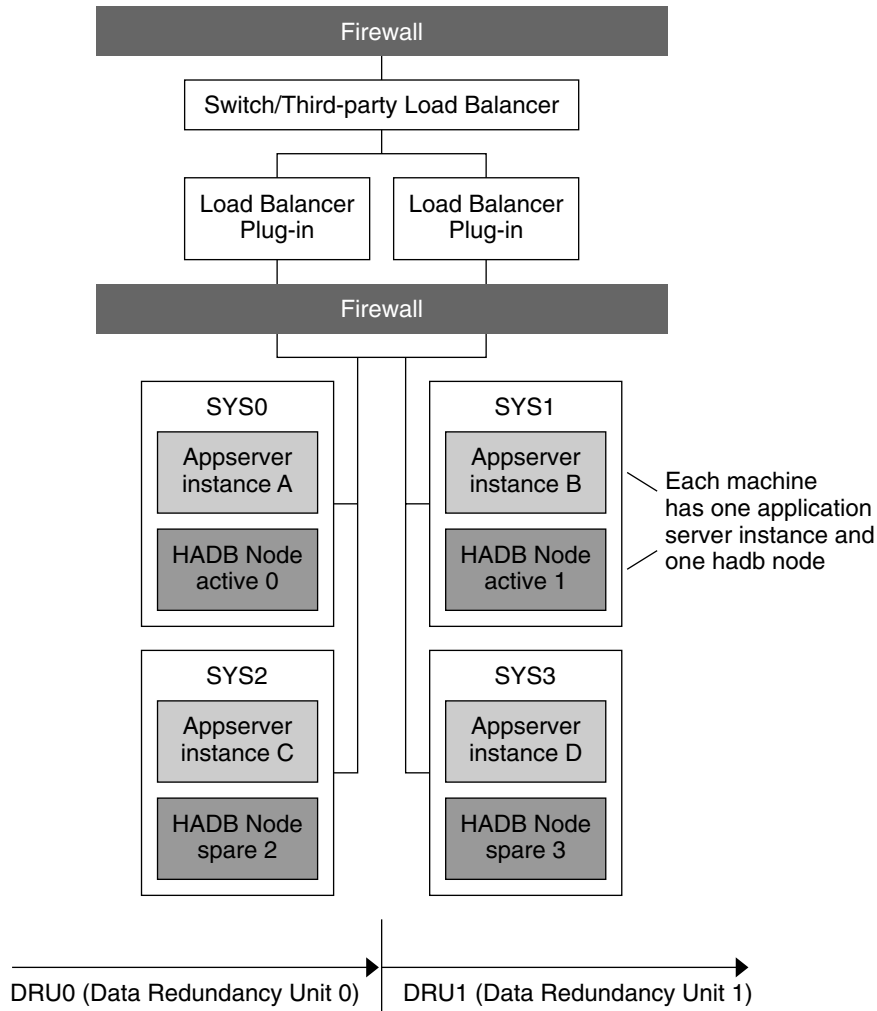 Firewall
Switch/Third-party Load Balancer
Load Balancer
Plug-in
Load Balancer
Plug-in
Firewall
SYS0
Appserver
instance A
HADB Node
active 0
SYS1
Appserver
instance B
HADB Node
active 1
Each machine
has one application
server instance and
one hadb node
SYS2
Appserver
instance C
HADB Node
spare 2
SYS3
Appserver
instance D
HADB Node
spare 3
DRU0 (Data Redundancy Unit 0)
DRU1 (Data Redundancy Unit 1)